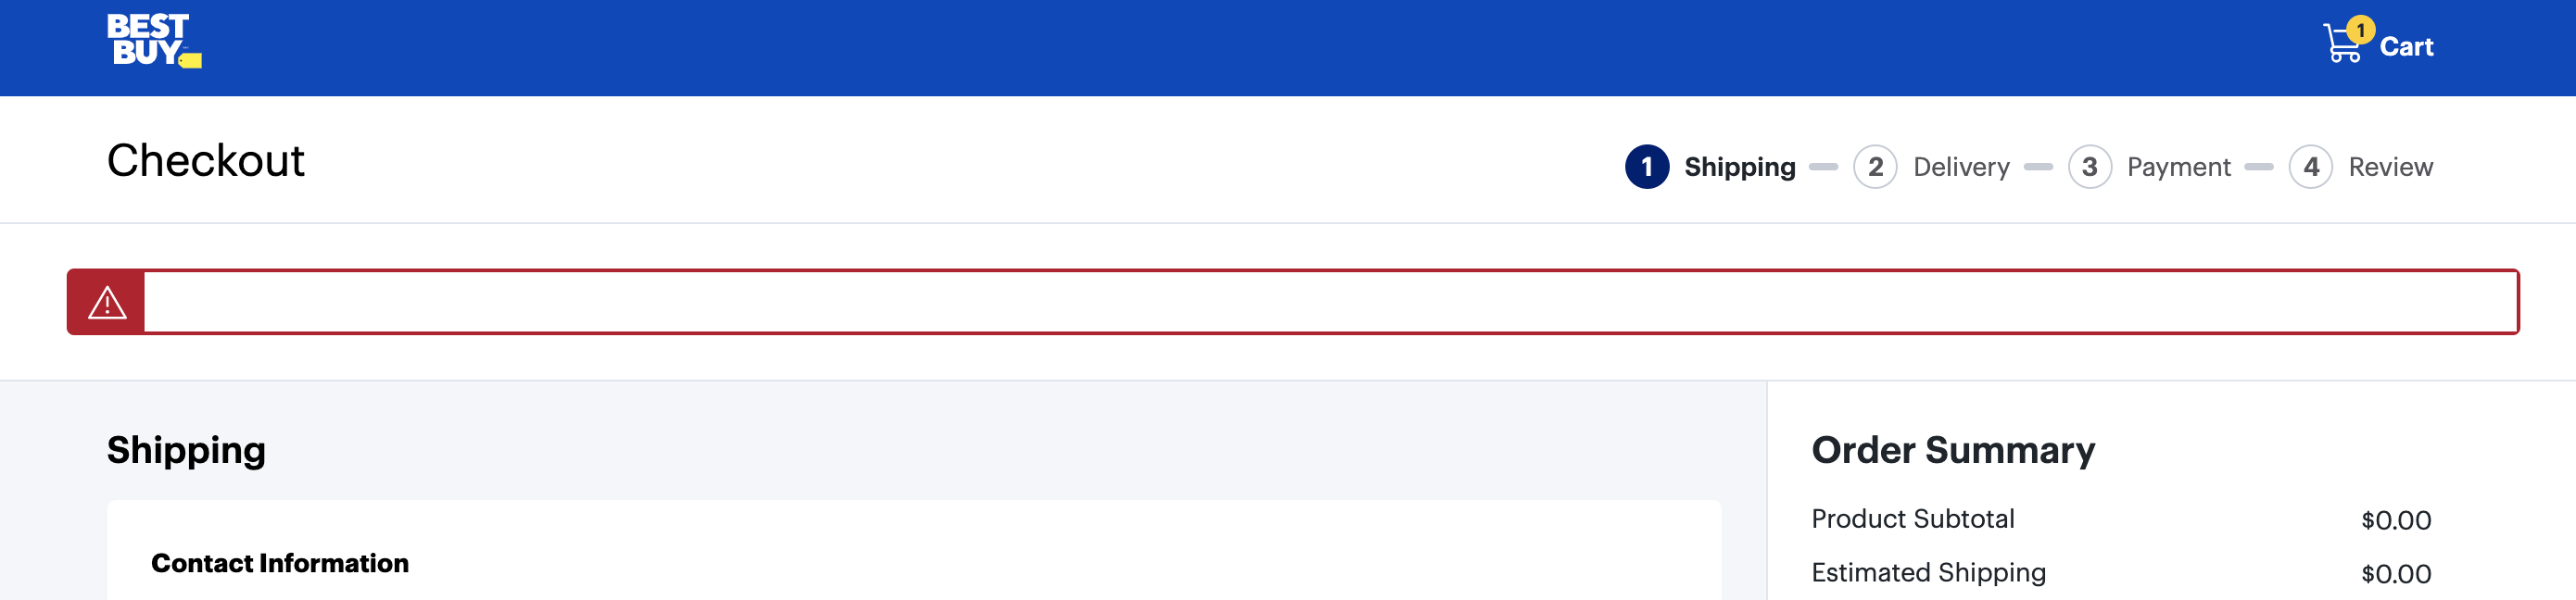 BEST
BUY
1
Cart
Checkout
1 Shipping 2 Delivery 3 Payment 4 Review
Shipping
Contact Information
Order Summary
Product Subtotal $0.00
Estimated Shipping $0.00